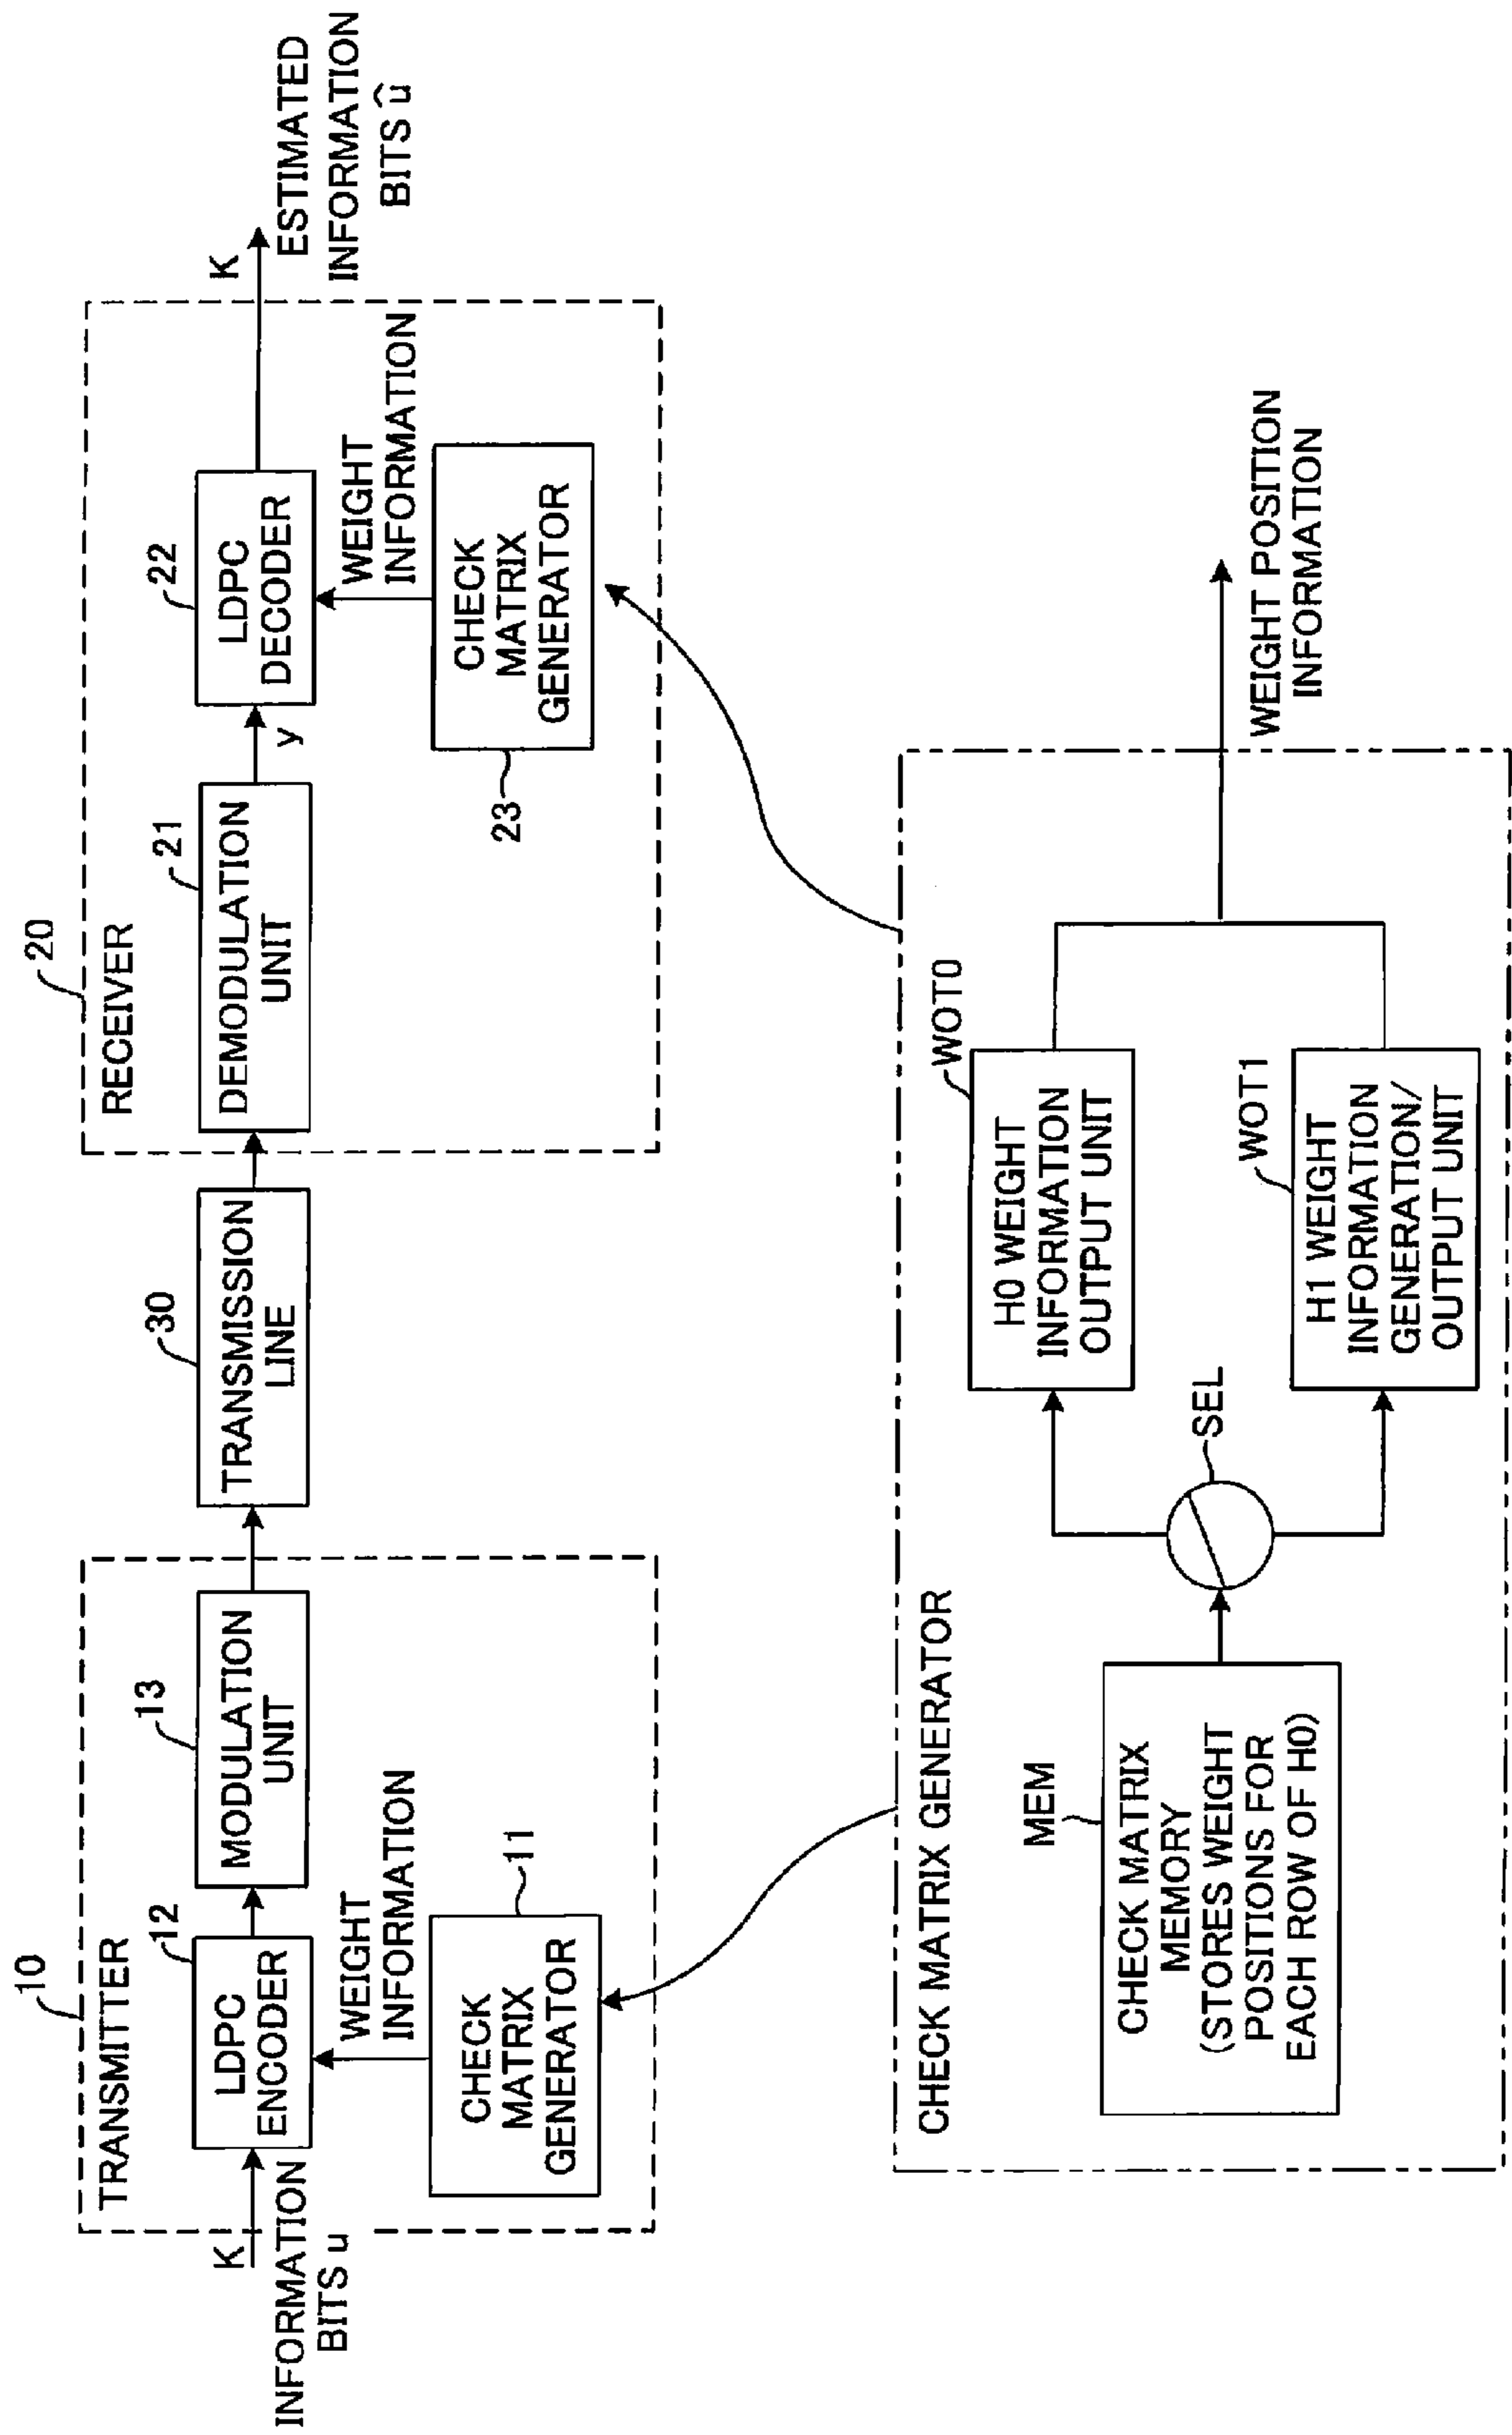 10
TRANSMITTER
K
INFORMATION
BITS u
12
LDPC
ENCODER
13
MODULATION
UNIT
WEIGHT
INFORMATION
11
CHECK
MATRIX
GENERATOR
30
TRANSMISSION
LINE
20
RECEIVER
21
DEMODULATION
UNIT
y
22
LDPC
DECODER
WEIGHT
INFORMATION
CHECK
MATRIX
GENERATOR
23
K
ESTIMATED
INFORMATION
BITS û
CHECK MATRIX GENERATOR
MEM
CHECK MATRIX
MEMORY
(STORES WEIGHT
POSITIONS FOR
EACH ROW OF H0)
SEL
WOT0
H0 WEIGHT
INFORMATION
OUTPUT UNIT
WOT1
H1 WEIGHT
INFORMATION
GENERATION/
OUTPUT UNIT
WEIGHT POSITION
INFORMATION